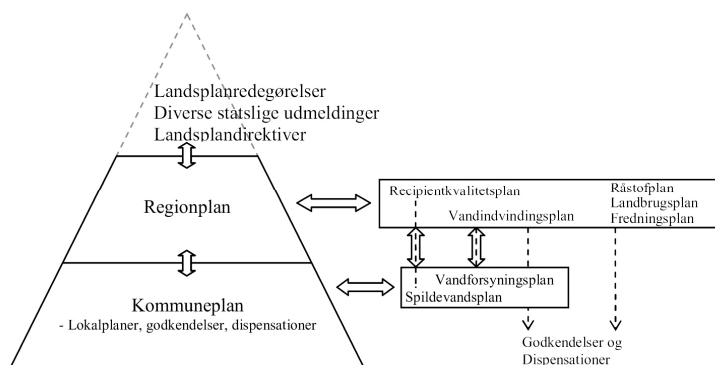 Landsplanredegørelser
Diverse statslige udmeldinger
Landsplandirektiver
Regionplan
Kommuneplan
- Lokalplaner, godkendelser, dispensationer
Recipientkvalitetsplan
Vandindvindingsplan
Råstofplan
Landbrugsplan
Fredningsplan
Vandforsyningsplan
Spildevandsplan
Godkendelser og
Dispensationer